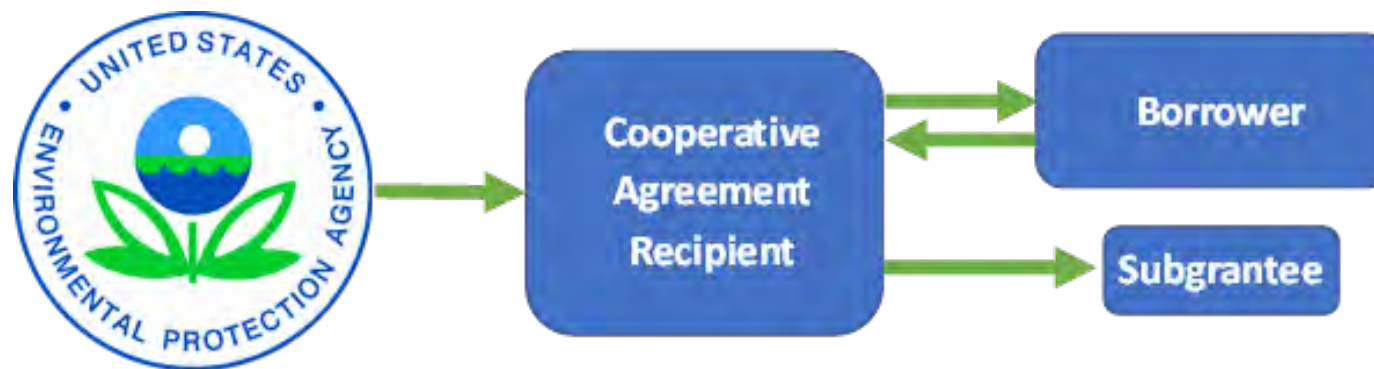 UNITED STATES
ENVIRONMENTAL PROTECTION AGENCY
Cooperative
Agreement
Recipient
Borrower
Subgrantee